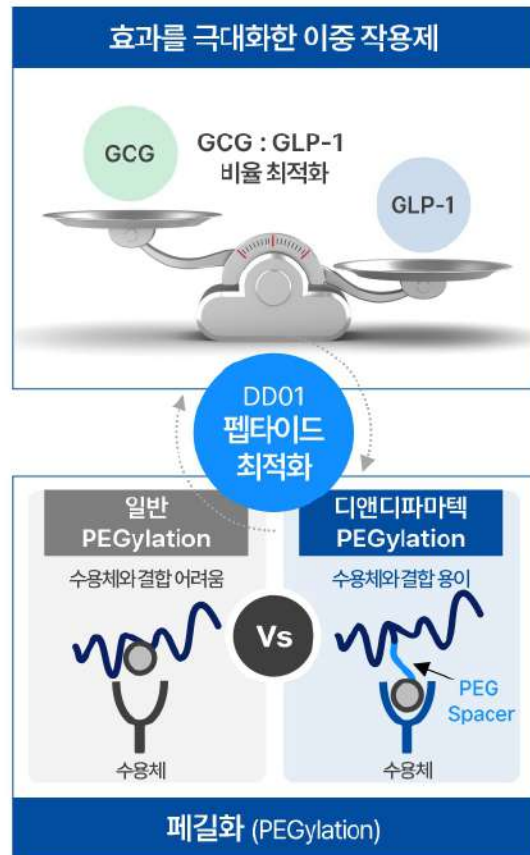 효과를 극대화한 이중 작용제
GCG
GCG : GLP-1
비율 최적화
GLP-1
DD01
펩타이드
최적화
일반
PEGylation
수용체와 결합 어려움
수용체
Vs
디앤디파마텍
PEGylation
수용체와 결합 용이
PEG
Spacer
수용체
페길화 (PEGylation)